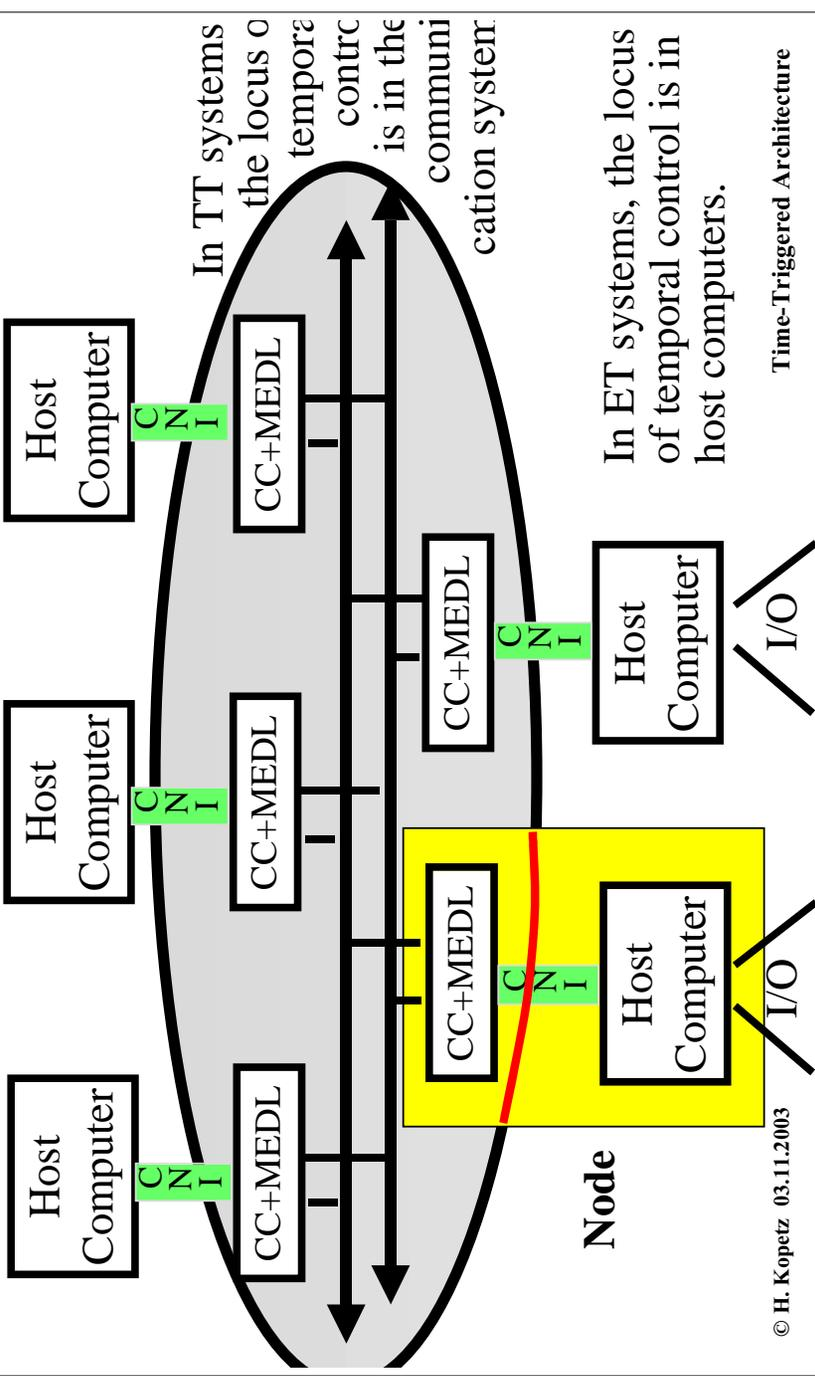 Host
Computer
Host
Computer
Host
Computer
C
N
I
C
N
I
C
N
I
CC+MEDL
CC+MEDL
CC+MEDL
In TT systems
the locus o
tempora
contro
is in the
communi
cation system
CC+MEDL
CC+MEDL
C
N
I
C
N
I
Node
Host
Computer
Host
Computer
In ET systems, the locus
of temporal control is in
host computers.
I/O
I/O
© H. Kopetz 03.11.2003
Time-Triggered Architecture